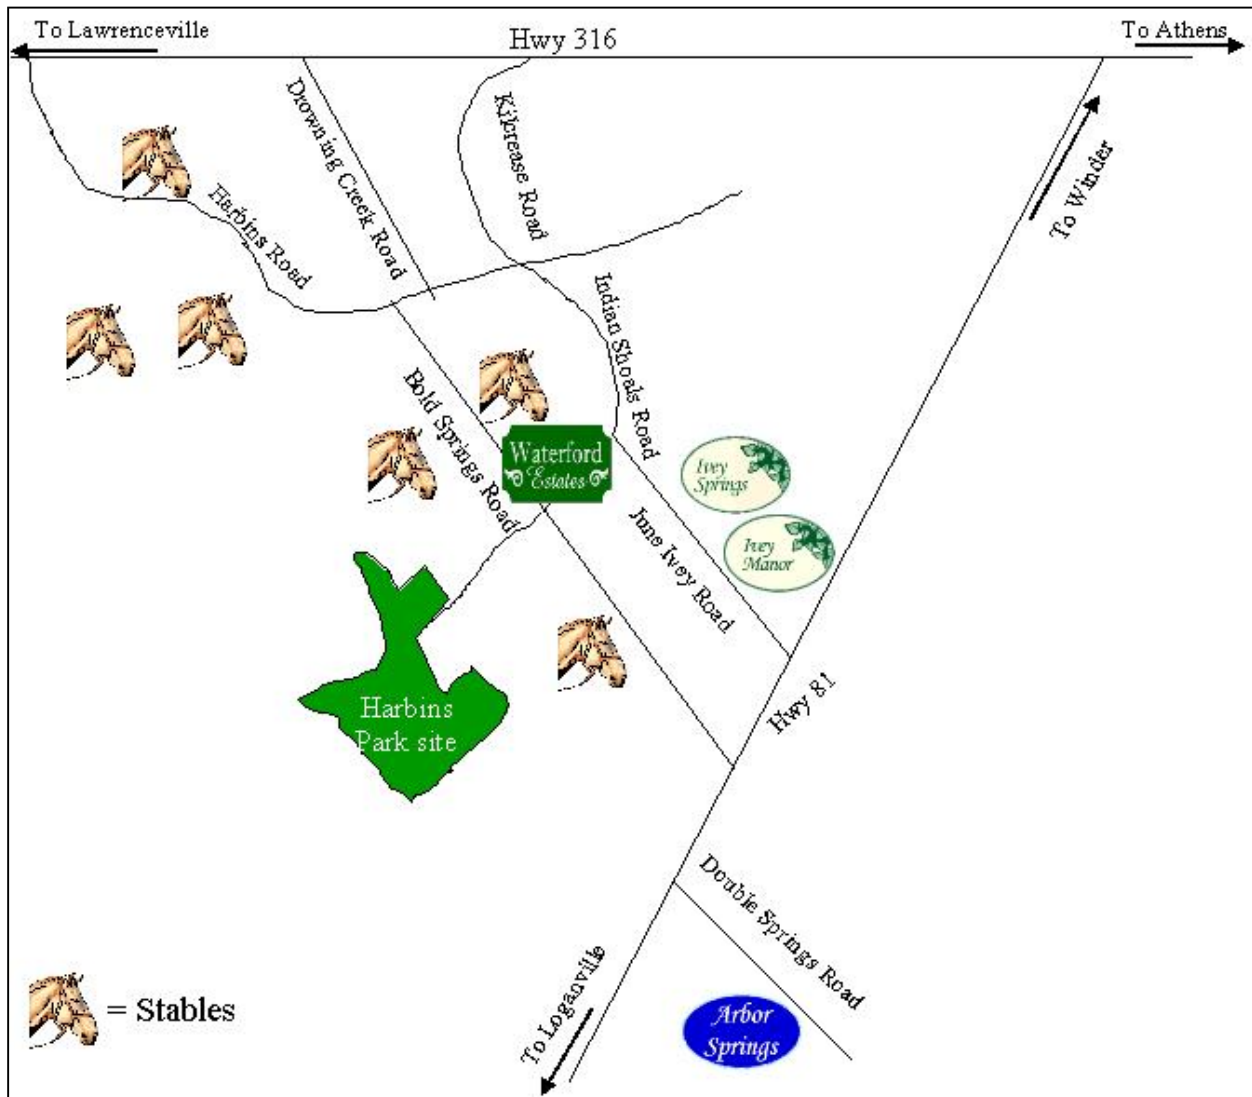 To Lawrenceville
Hwy 316
To Athens
Drowning Creek Road
Kilcrease Road
To Winder
Harbins Road
Indian Shoals Road
Bold Springs Road
Waterford
Estates
Ivey
Springs
June Ivey Road
Ivey
Manor
Harbins
Park site
Hwy 81
Double Springs Road
To Loganville
= Stables
Arbor
Springs